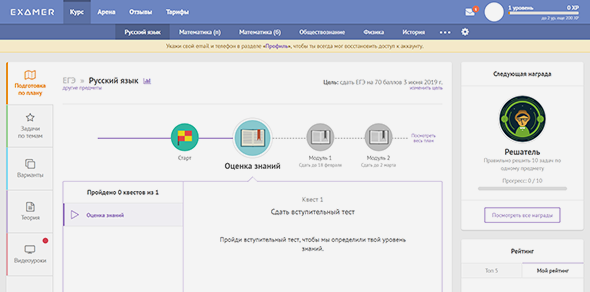 EXAMER
Курс
Арена
Отзывы
Тарифы
1 уровень
0 XP
Русский язык
Математика (п)
Математика (б)
Обществознание
Физика
История
Укажи свой email и телефон в разделе «Профиль», чтобы ты всегда мог восстановить доступ к аккаунту.
Подготовка
по плану
Задачи
по темам
Варианты
Теория
Видеоуроки
ЕГЭ » Русский язык
другие предметы
Цель: сдать ЕГЭ на 70 баллов 3 июня 2019 г.
изменить цель
Старт
Оценка знаний
Модуль 1
Сдать до 18 февраля
Модуль 2
Сдать до 2 марта
Посмотреть
весь план
Пройдено 0 квестов из 1
Оценка знаний
Квест 1
Сдать вступительный тест
Пройди вступительный тест, чтобы мы определили твой уровень
знаний.
Следующая награда
Решатель
Правильно решить 10 задач по
одному предмету
Прогресс: 0 / 10
Посмотреть все награды
Рейтинг
Топ 5
Мой рейтинг